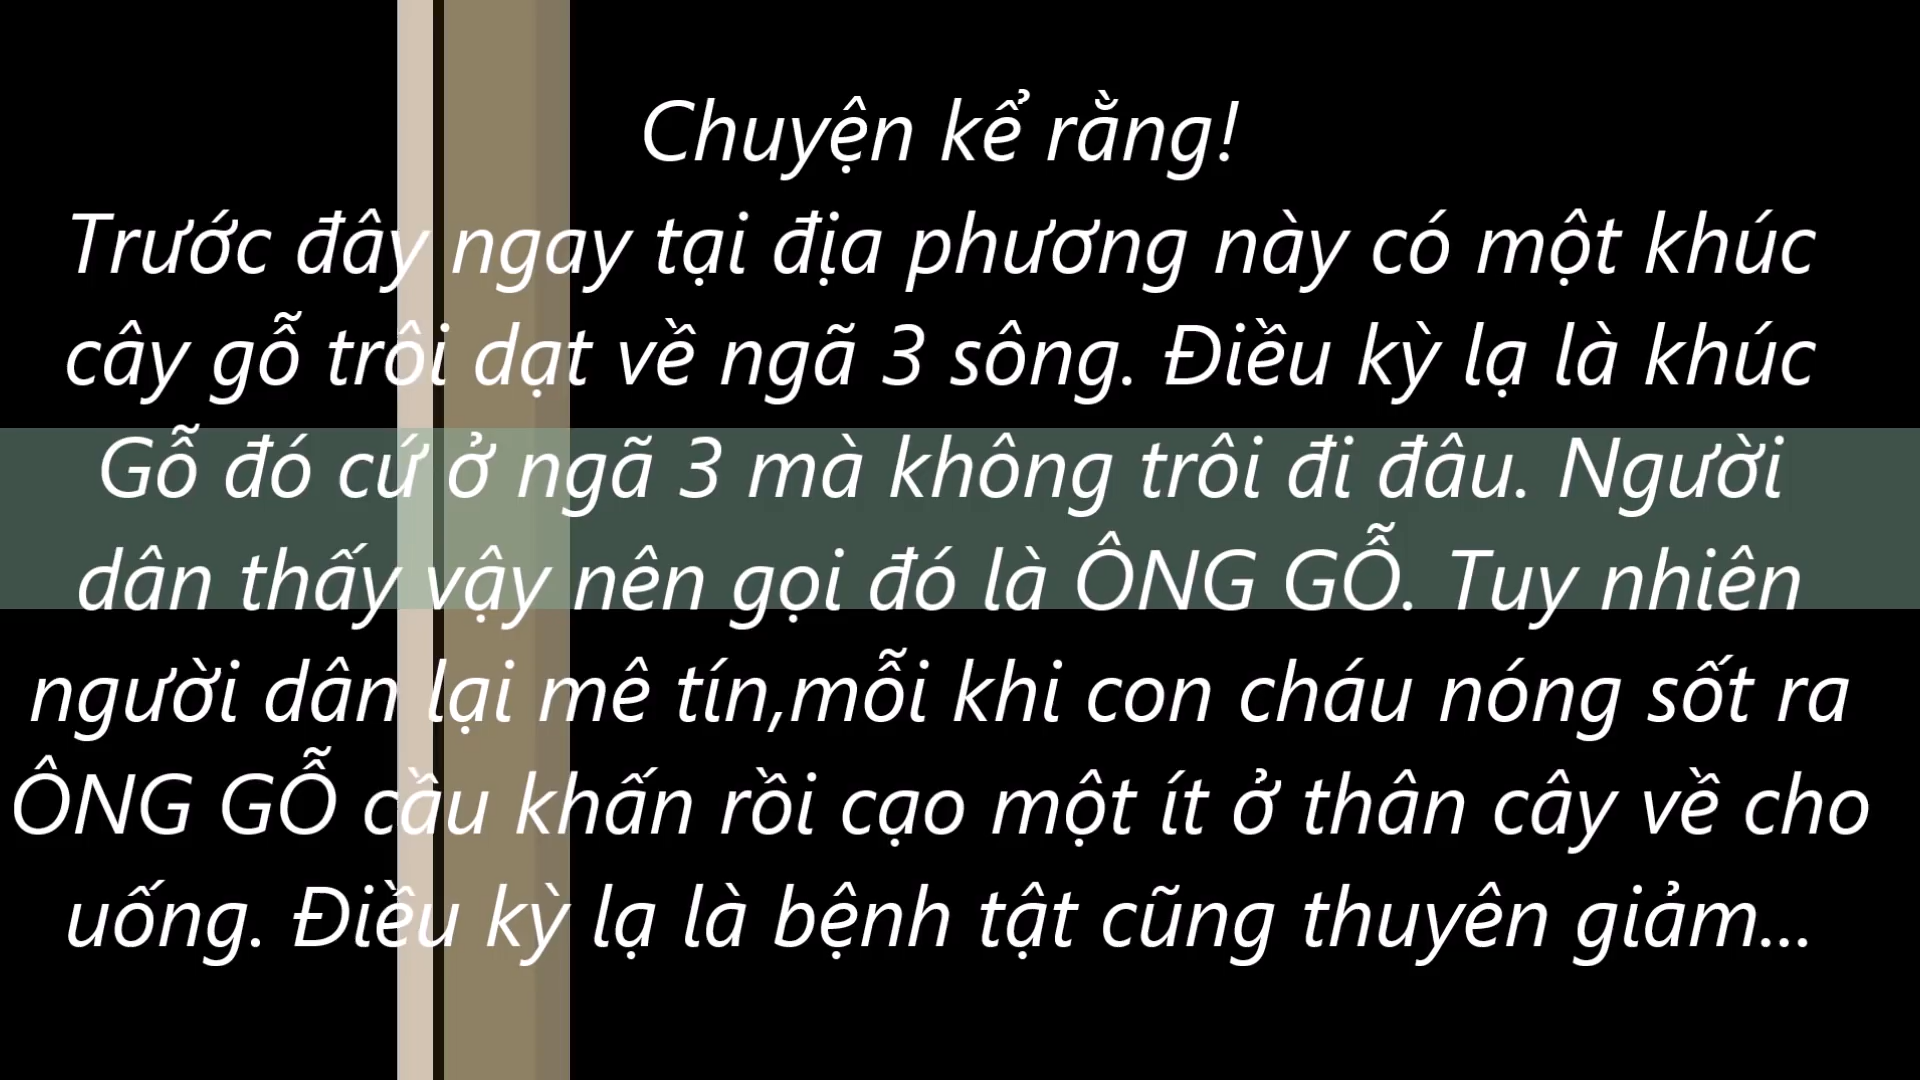 Chuyện kể rằng!
Trước đây ngay tại địa phương này có một khúc
cây gỗ trôi dạt về ngã 3 sông. Điều kỳ lạ là khúc
Gỗ đó cứ ở ngã 3 mà không trôi đi đâu. Người
dân thấy vậy nên gọi đó là ÔNG GỖ. Tuy nhiên
người dân lại mê tín,mỗi khi con cháu nóng sốt ra
ÔNG GỖ cầu khấn rồi cạo một ít ở thân cây về cho
uống. Điều kỳ lạ là bệnh tật cũng thuyên giảm...